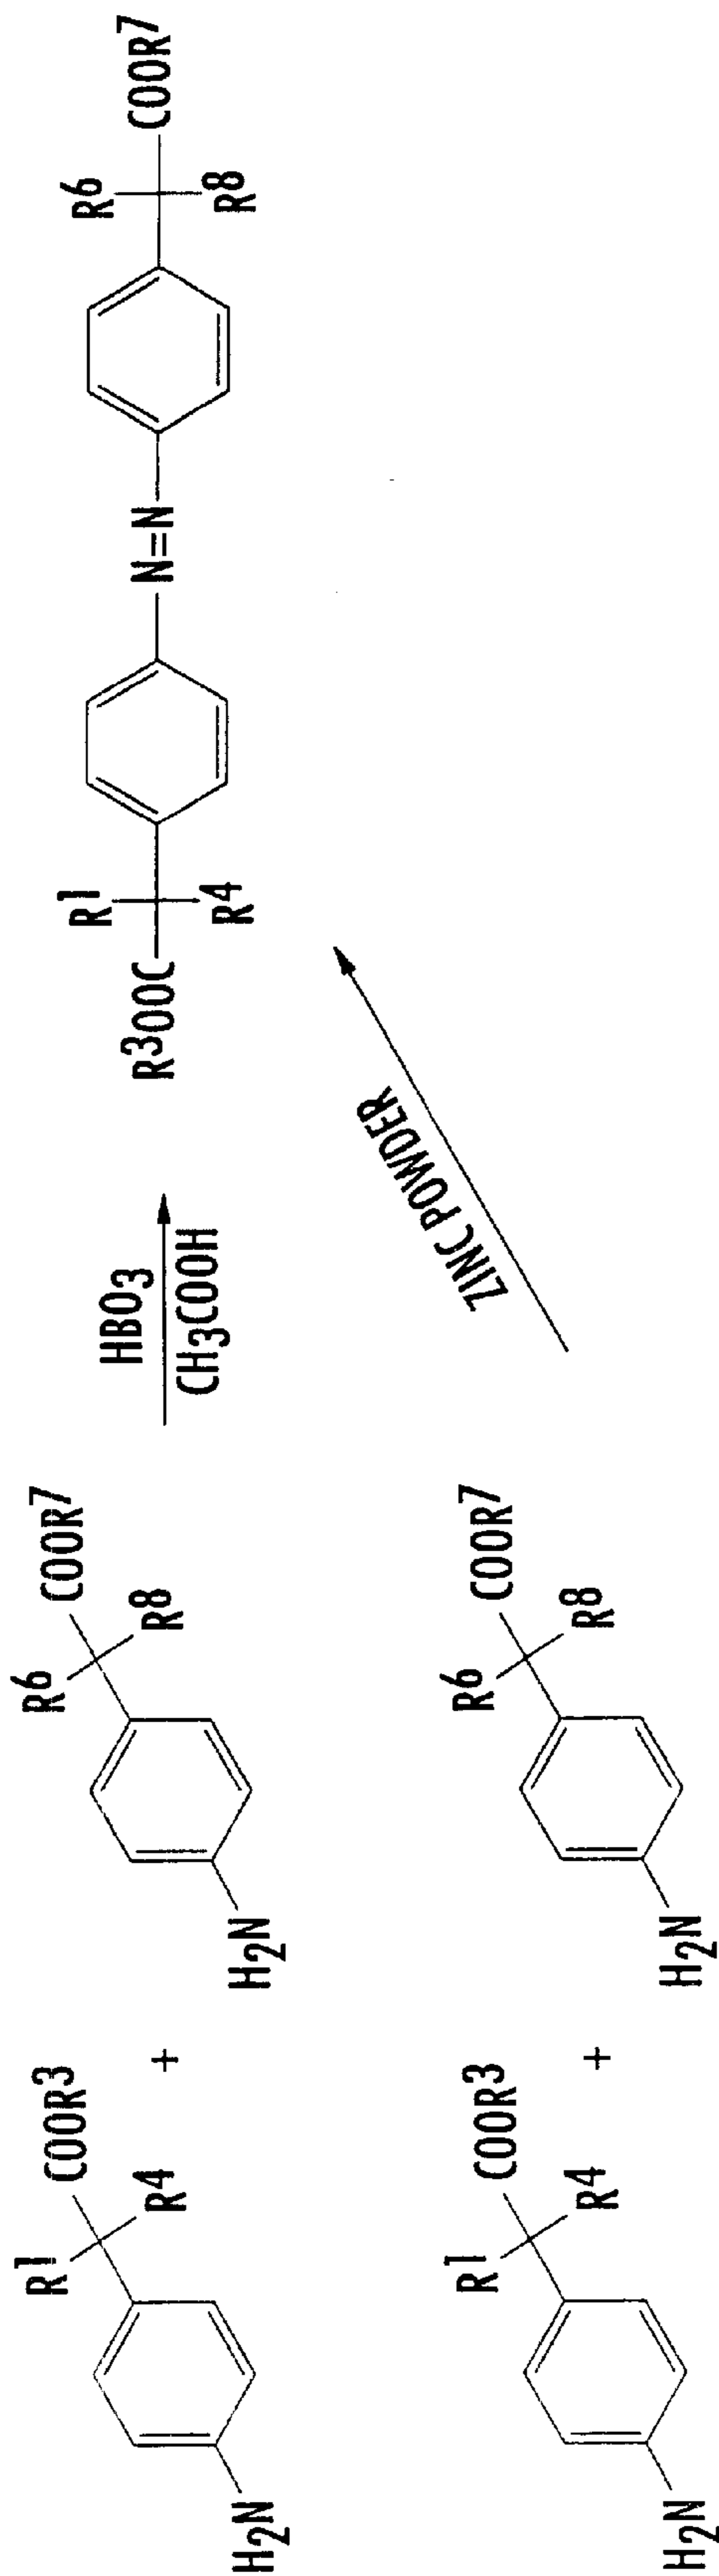 R1 COOR3
R4
H2N
+
R6 COOR7
R8
H2N
HBO3
CH3COOH
R1
R3OOC
R4
N=N
R6
COOR7
R8
R1 COOR3
R4
H2N
+
R6 COOR7
R8
H2N
ZINC POWDER